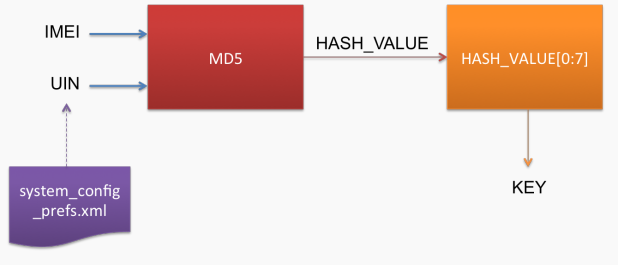 IMEI
UIN
MD5
HASH_VALUE
HASH_VALUE[0:7]
KEY
system_config
_prefs.xml